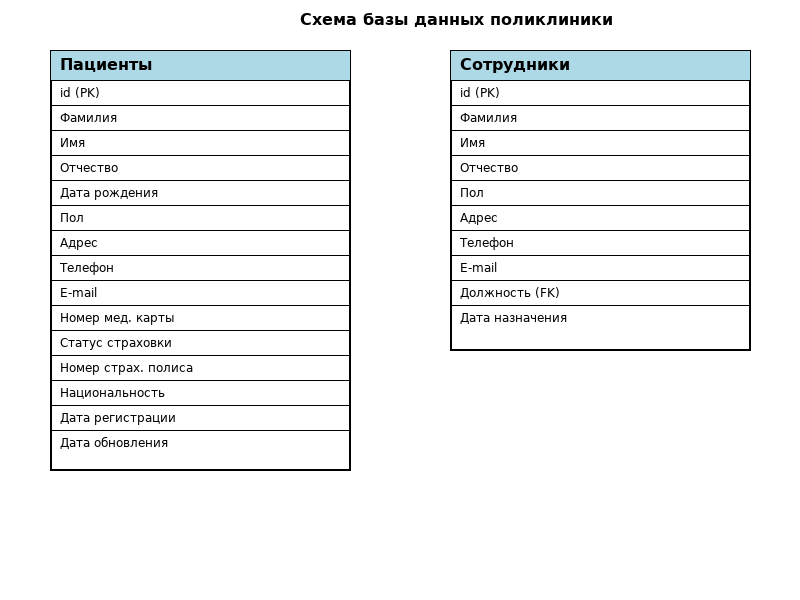 Схема базы данных поликлиники
Пациенты
id (PK)
Фамилия
Имя
Отчество
Дата рождения
Пол
Адрес
Телефон
E-mail
Номер мед. карты
Статус страховки
Номер страх. полиса
Национальность
Дата регистрации
Дата обновления
Сотрудники
id (PK)
Фамилия
Имя
Отчество
Пол
Адрес
Телефон
E-mail
Должность (FK)
Дата назначения